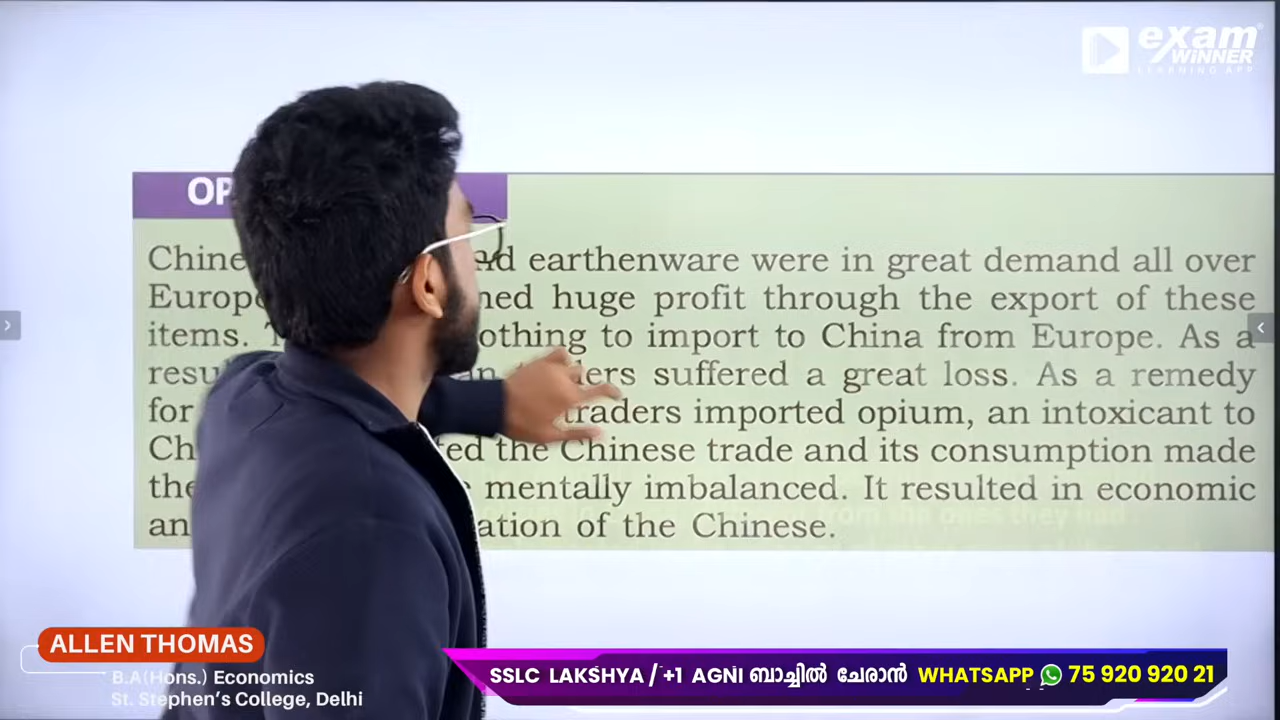 exam
WiNNER
LEARNING APP
OP
Chine nd earthenware were in great demand all over
Europe ned huge profit through the export of these
items. T othing to import to China from Europe. As a
resu an ders suffered a great loss. As a remedy
for traders imported opium, an intoxicant to
Ch ed the Chinese trade and its consumption made
the mentally imbalanced. It resulted in economic
an ation of the Chinese.
ALLEN THOMAS
B.A(Hons.) Economics
St. Stephen's College, Delhi
SSLC LAKSHYA / +1 AGNI ബാച്ചിൽ ചേരാൻ WHATSAPP 75 920 920 21